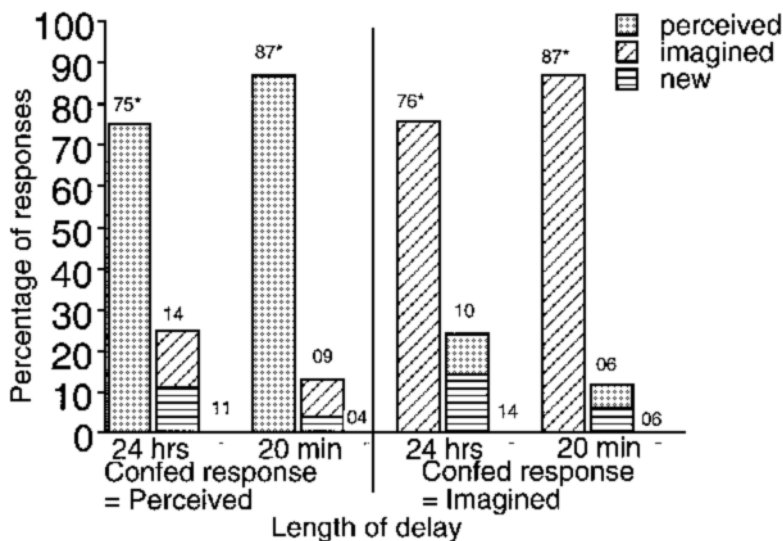 100
90
80
70
60
50
40
30
20
10
0
Percentage of responses
75*
14
11
87*
09
04
76*
10
14
87*
06
06
perceived
imagined
new
24 hrs
20 min
24 hrs
20 min
Confed response
= Perceived
Confed response
= Imagined
Length of delay